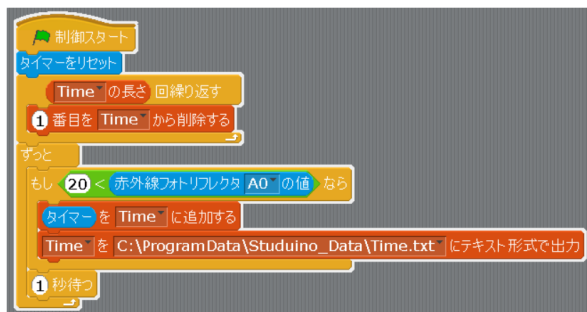 制御スタート
タイマーをリセット
Time の長さ 回繰り返す
1 番目を Time から削除する
ずっと
もし 20 < 赤外線フォトリフレクタ A0 の値 なら
タイマー を Time に追加する
Time を C:\ProgramData\Studuino_Data\Time.txt にテキスト形式で出力
1 秒待つ